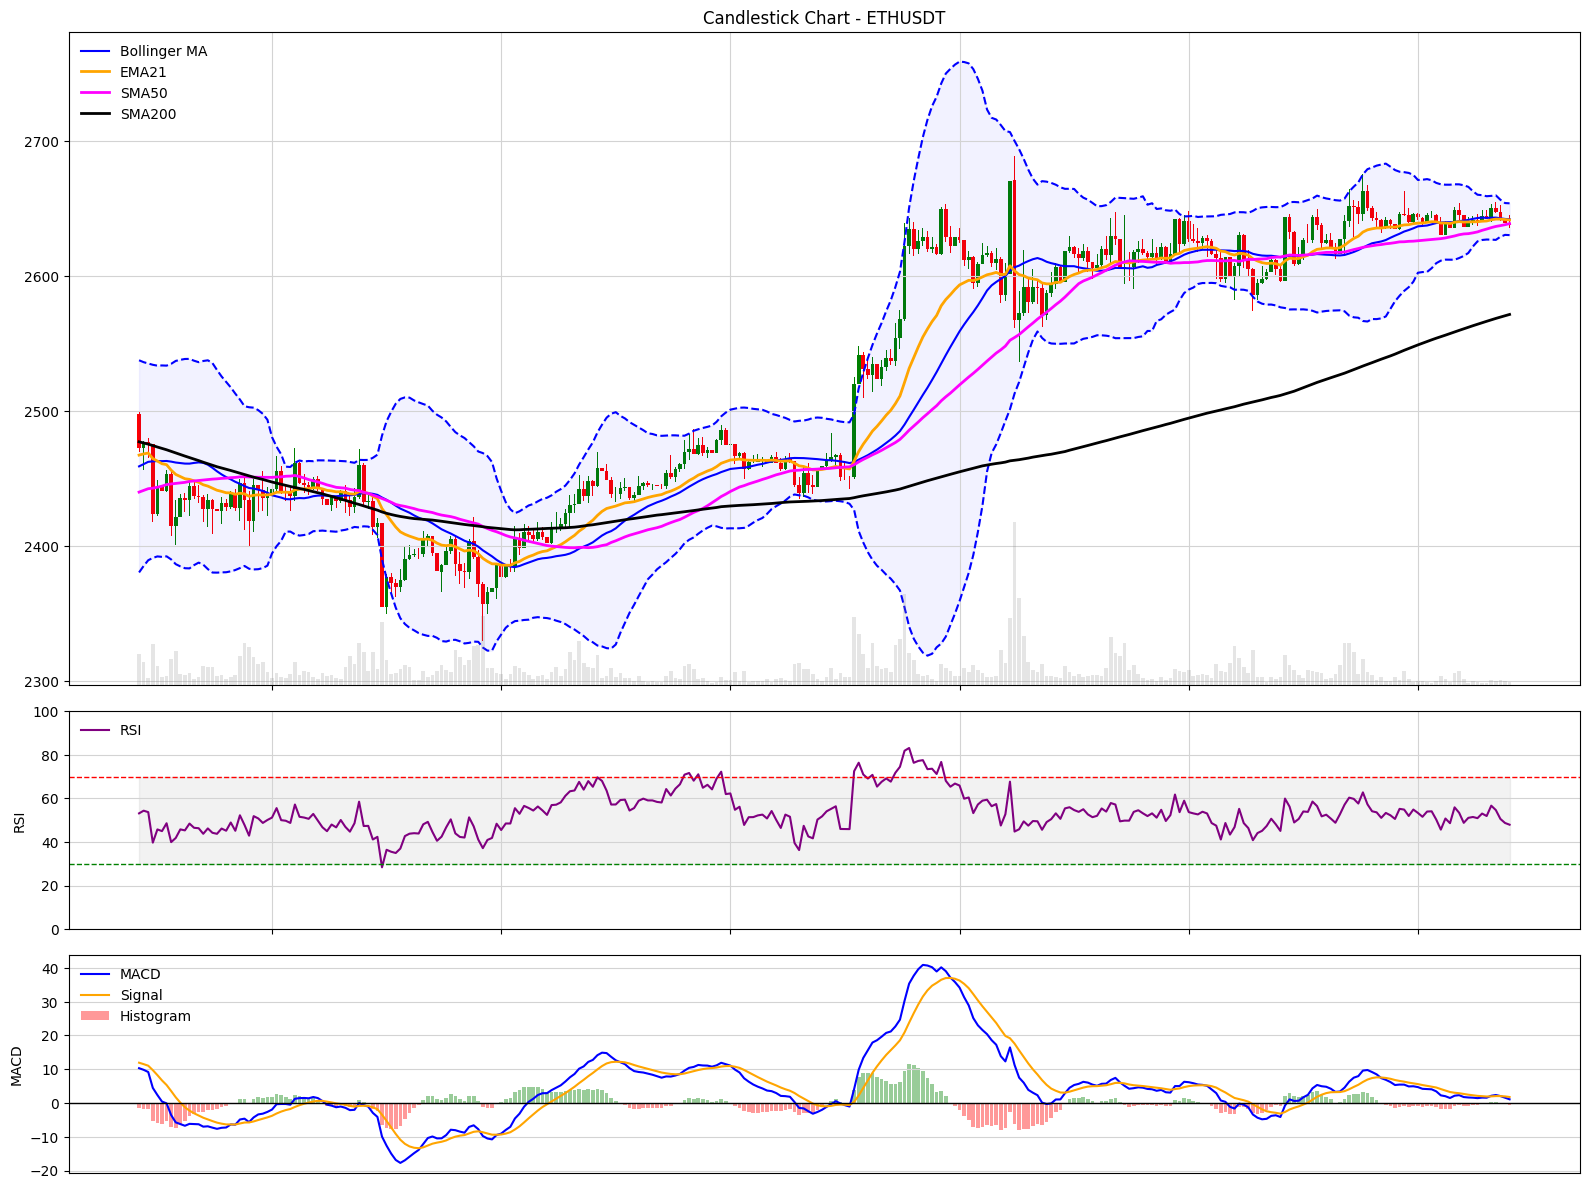 Candlestick Chart - ETHUSDT
Bollinger MA
EMA21
SMA50
SMA200
2700
2600
2500
2400
2300
RSI
100
80
60
40
20
0
RSI
MACD
Signal
Histogram
40
30
20
10
0
−10
−20
MACD